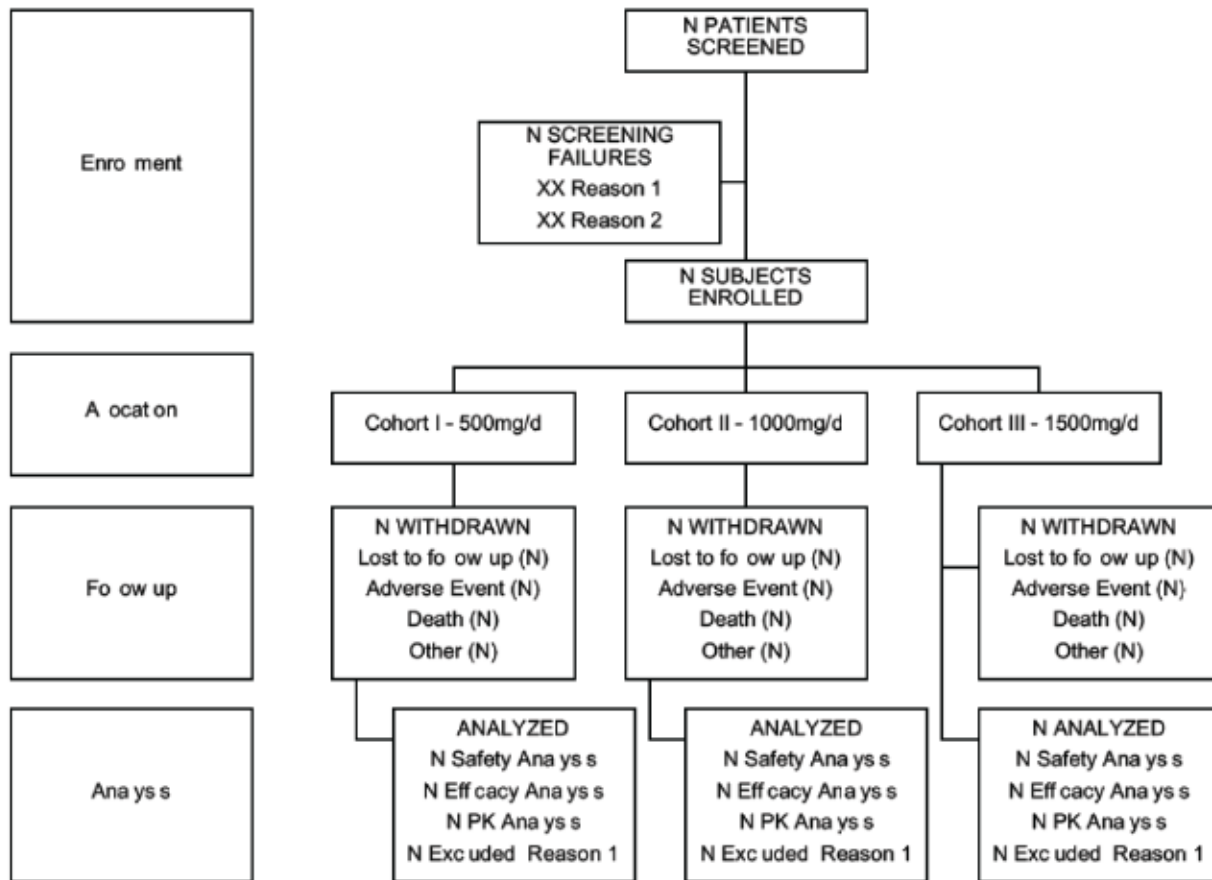 N PATIENTS
SCREENED
Enro ment
N SCREENING
FAILURES
XX Reason 1
XX Reason 2
N SUBJECTS
ENROLLED
A ocat on
Cohort I - 500mg/d
Cohort II - 1000mg/d
Cohort III - 1500mg/d
Fo ow up
N WITHDRAWN
Lost to fo ow up (N)
Adverse Event (N)
Death (N)
Other (N)
N WITHDRAWN
Lost to fo ow up (N)
Adverse Event (N)
Death (N)
Other (N)
N WITHDRAWN
Lost to fo ow up (N)
Adverse Event (N}
Death (N)
Other (N)
Ana ys s
ANALYZED
N Safety Ana ys s
N Eff cacy Ana ys s
N PK Ana ys s
N Exc uded Reason 1
ANALYZED
N Safety Ana ys s
N Eff cacy Ana ys s
N PK Ana ys s
N Exc uded Reason 1
N ANALYZED
N Safety Ana ys s
N Eff cacy Ana ys s
N PK Ana ys s
N Exc uded Reason 1